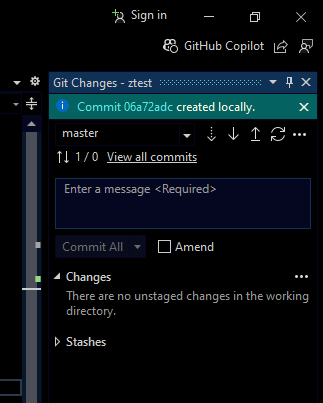 Sign in
GitHub Copilot
Git Changes - ztest
Commit 06a72adc created locally.
master
1 / 0 View all commits
Enter a message <Required>
Commit All
Amend
Changes
There are no unstaged changes in the working
directory.
Stashes